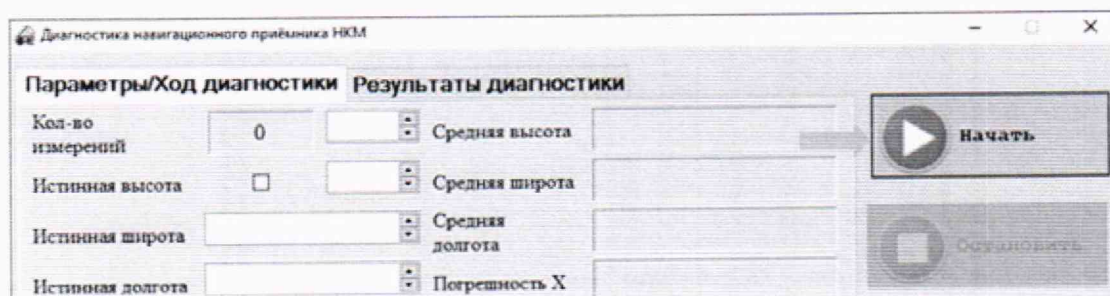 Диагностика навигационного приёмника НКМ
Параметры/Ход диагностики Результаты диагностики
Кол-во измерений
0
Средняя высота
Начать
Истинная высота
Средняя широта
Истинная широта
Средняя долгота
Остановить
Истинная долгота
Погрешность X